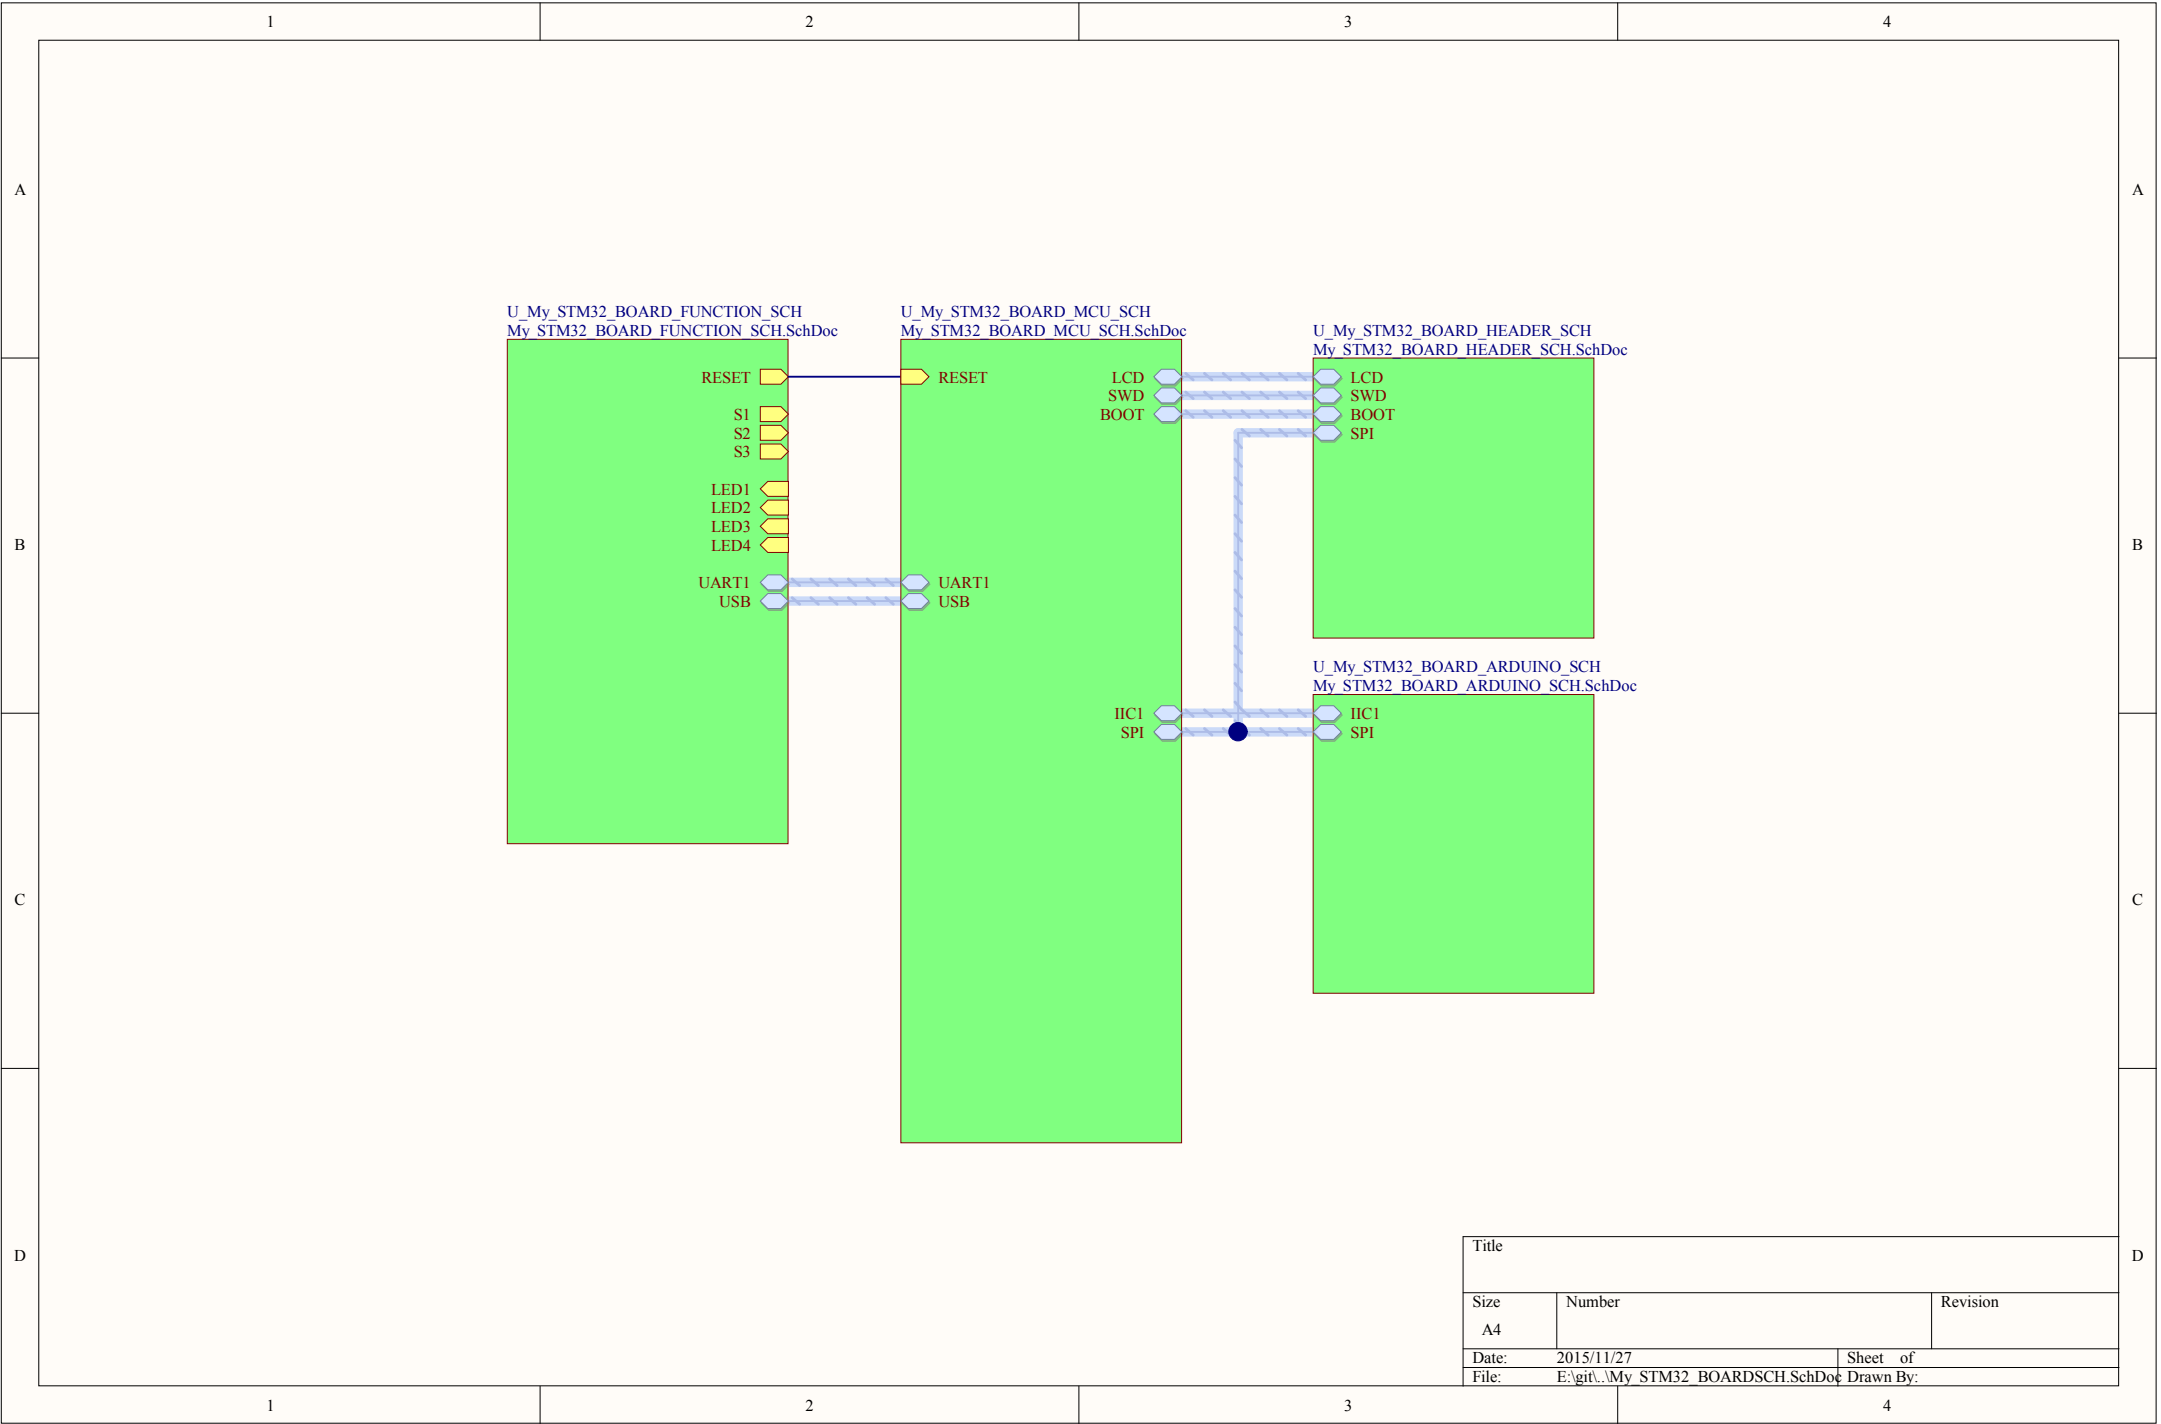 1 2 3 4
A A
U_My_STM32_BOARD_FUNCTION_SCH
My_STM32_BOARD_FUNCTION_SCH.SchDoc
RESET
S1
S2
S3
LED1
LED2
LED3
LED4
UART1
USB
U_My_STM32_BOARD_MCU_SCH
My_STM32_BOARD_MCU_SCH.SchDoc
RESET
UART1
USB
LCD
SWD
BOOT
IIC1
SPI
U_My_STM32_BOARD_HEADER_SCH
My_STM32_BOARD_HEADER_SCH.SchDoc
LCD
SWD
BOOT
SPI
B B
U_My_STM32_BOARD_ARDUINO_SCH
My_STM32_BOARD_ARDUINO_SCH.SchDoc
IIC1
SPI
C C
D D
Title
Size Number Revision
A4
Date: 2015/11/27 Sheet of
File: E:\git\..\My_STM32_BOARDSCH.SchDoc Drawn By:
1 2 3 4